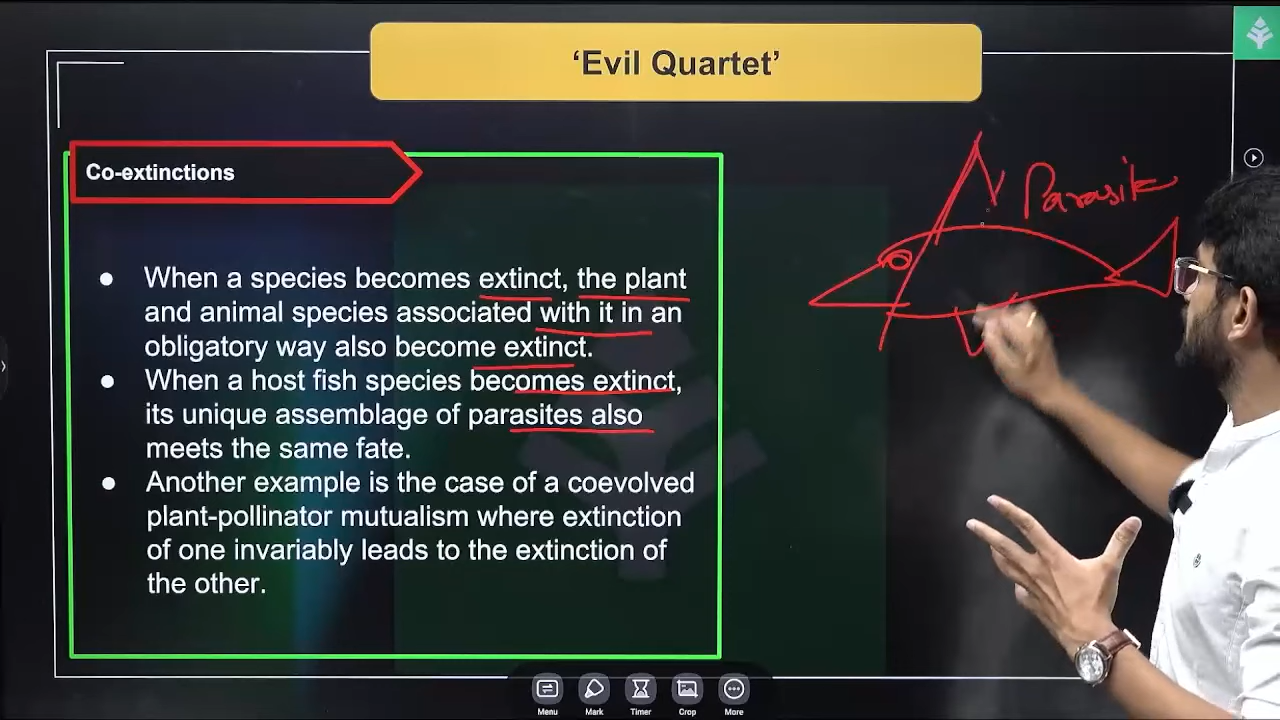 ‘Evil Quartet’
Co-extinctions
● When a species becomes extinct, the plant
and animal species associated with it in an
obligatory way also become extinct.
● When a host fish species becomes extinct,
its unique assemblage of parasites also
meets the same fate.
● Another example is the case of a coevolved
plant-pollinator mutualism where extinction
of one invariably leads to the extinction of
the other.
Menu
Mark
Timer
Crop
More